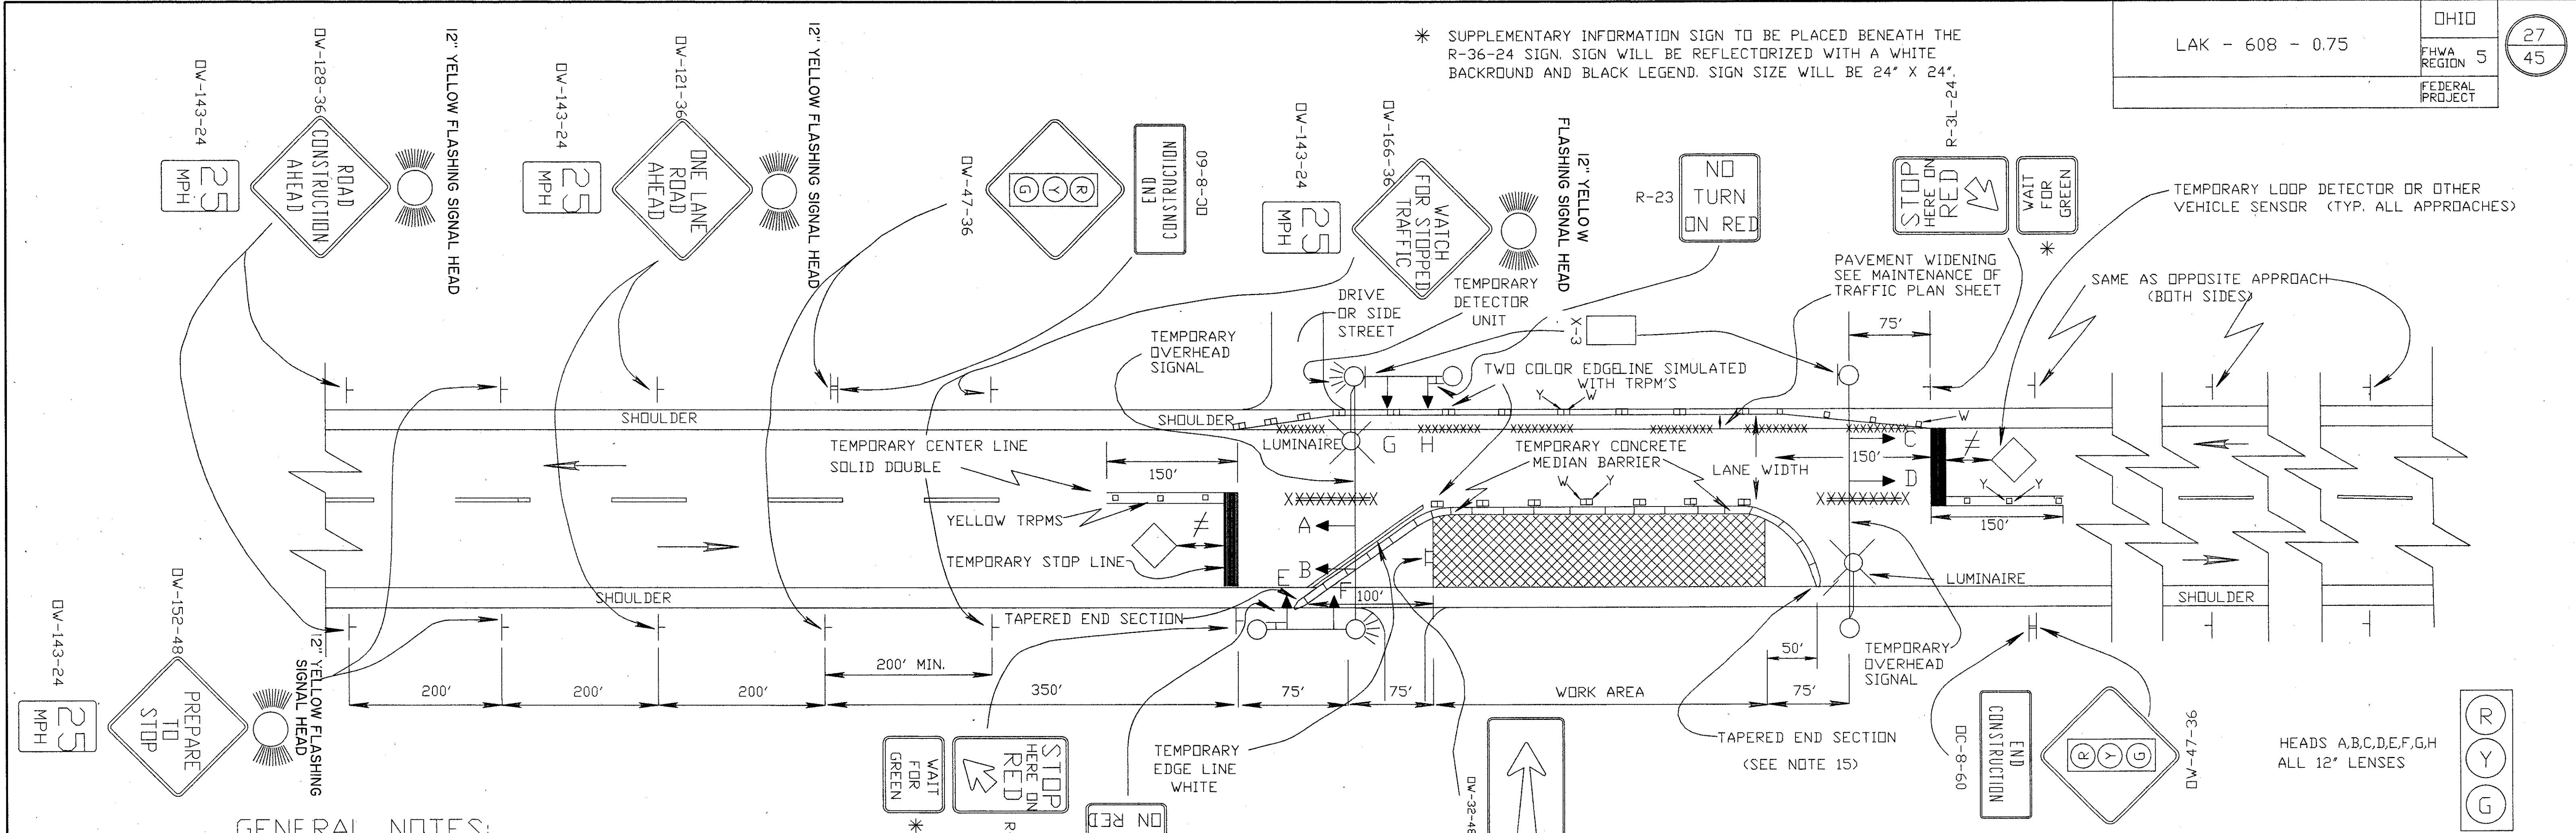 * SUPPLEMENTARY INFORMATION SIGN TO BE PLACED BENEATH THE
R-36-24 SIGN. SIGN WILL BE REFLECTORIZED WITH A WHITE
BACKROUND AND BLACK LEGEND. SIGN SIZE WILL BE 24" X 24".
LAK - 608 - 0.75
OHIO
FHWA
REGION 5
FEDERAL
PROJECT
27
45
OW-143-24
25
MPH
OW-128-36
ROAD
CONSTRUCTION
AHEAD
12" YELLOW FLASHING SIGNAL HEAD
OW-143-24
25
MPH
OW-121-36
ONE LANE
ROAD
AHEAD
12" YELLOW FLASHING SIGNAL HEAD
OW-47-36
R Y G
END
CONSTRUCTION
OC-8-60
OW-143-24
25
MPH
OW-166-36
WATCH
FOR STOPPED
TRAFFIC
12" YELLOW
FLASHING SIGNAL HEAD
R-23
NO
TURN
ON RED
R-3L-24
STOP
HERE ON
RED
WAIT
FOR
GREEN
*
TEMPORARY LOOP DETECTOR OR OTHER
VEHICLE SENSOR (TYP. ALL APPROACHES)
PAVEMENT WIDENING
SEE MAINTENANCE OF
TRAFFIC PLAN SHEET
SAME AS OPPOSITE APPROACH
(BOTH SIDES)
DRIVE
OR SIDE
STREET
TEMPORARY
DETECTOR
UNIT
X-3
75'
TEMPORARY
OVERHEAD
SIGNAL
TWO COLOR EDGELINE SIMULATED
WITH TRPM'S
Y W
SHOULDER
SHOULDER
W
LUMINAIRE
G H
C
TEMPORARY CENTER LINE
SOLID DOUBLE
150'
TEMPORARY CONCRETE
MEDIAN BARRIER
LANE WIDTH
150'
D
W Y
Y Y
YELLOW TRPMS
A
150'
TEMPORARY STOP LINE
B
E
F
100'
LUMINAIRE
SHOULDER
SHOULDER
TAPERED END SECTION
200' MIN.
50'
TEMPORARY
OVERHEAD
SIGNAL
200'
200'
200'
350'
75'
75'
WORK AREA
75'
OW-143-24
25
MPH
OW-152-48
PREPARE
TO
STOP
12" YELLOW FLASHING
SIGNAL HEAD
WAIT
FOR
GREEN
*
STOP
HERE ON
RED
R
TEMPORARY
EDGE LINE
WHITE
ON RED
OW-32-48
TAPERED END SECTION
(SEE NOTE 15)
OC-8-60
END
CONSTRUCTION
R Y G
OW-47-36
HEADS A,B,C,D,E,F,G,H
ALL 12" LENSES
R
Y
G
GENERAL NOTES: